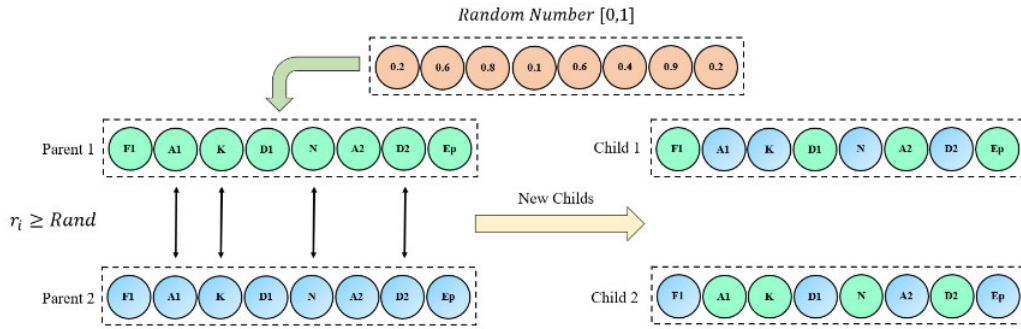 Random Number [0,1]
0.2 0.6 0.8 0.1 0.6 0.4 0.9 0.2
Parent 1 F1 A1 K D1 N A2 D2 Ep
Child 1 F1 A1 K D1 N A2 D2 Ep
r_i ≥ Rand
New Childs
Parent 2 F1 A1 K D1 N A2 D2 Ep
Child 2 F1 A1 K D1 N A2 D2 Ep